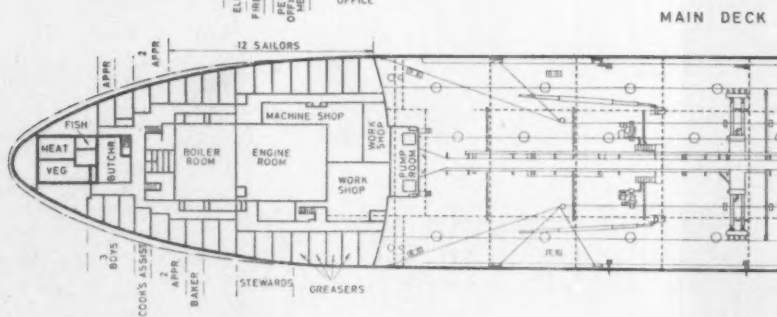 OFFICE
MAIN DECK
12 SAILORS
2
APPR
APPR
FISH
MEAT
VEG
BUTCHR.
BOILER
ROOM
MACHINE SHOP
ENGINE
ROOM
WORK
SHOP
WORK
SHOP
PUMP
ROOM
3
BOYS
COOK'S ASSIST
2
APPR
BAKER
STEWARDS
GREASERS